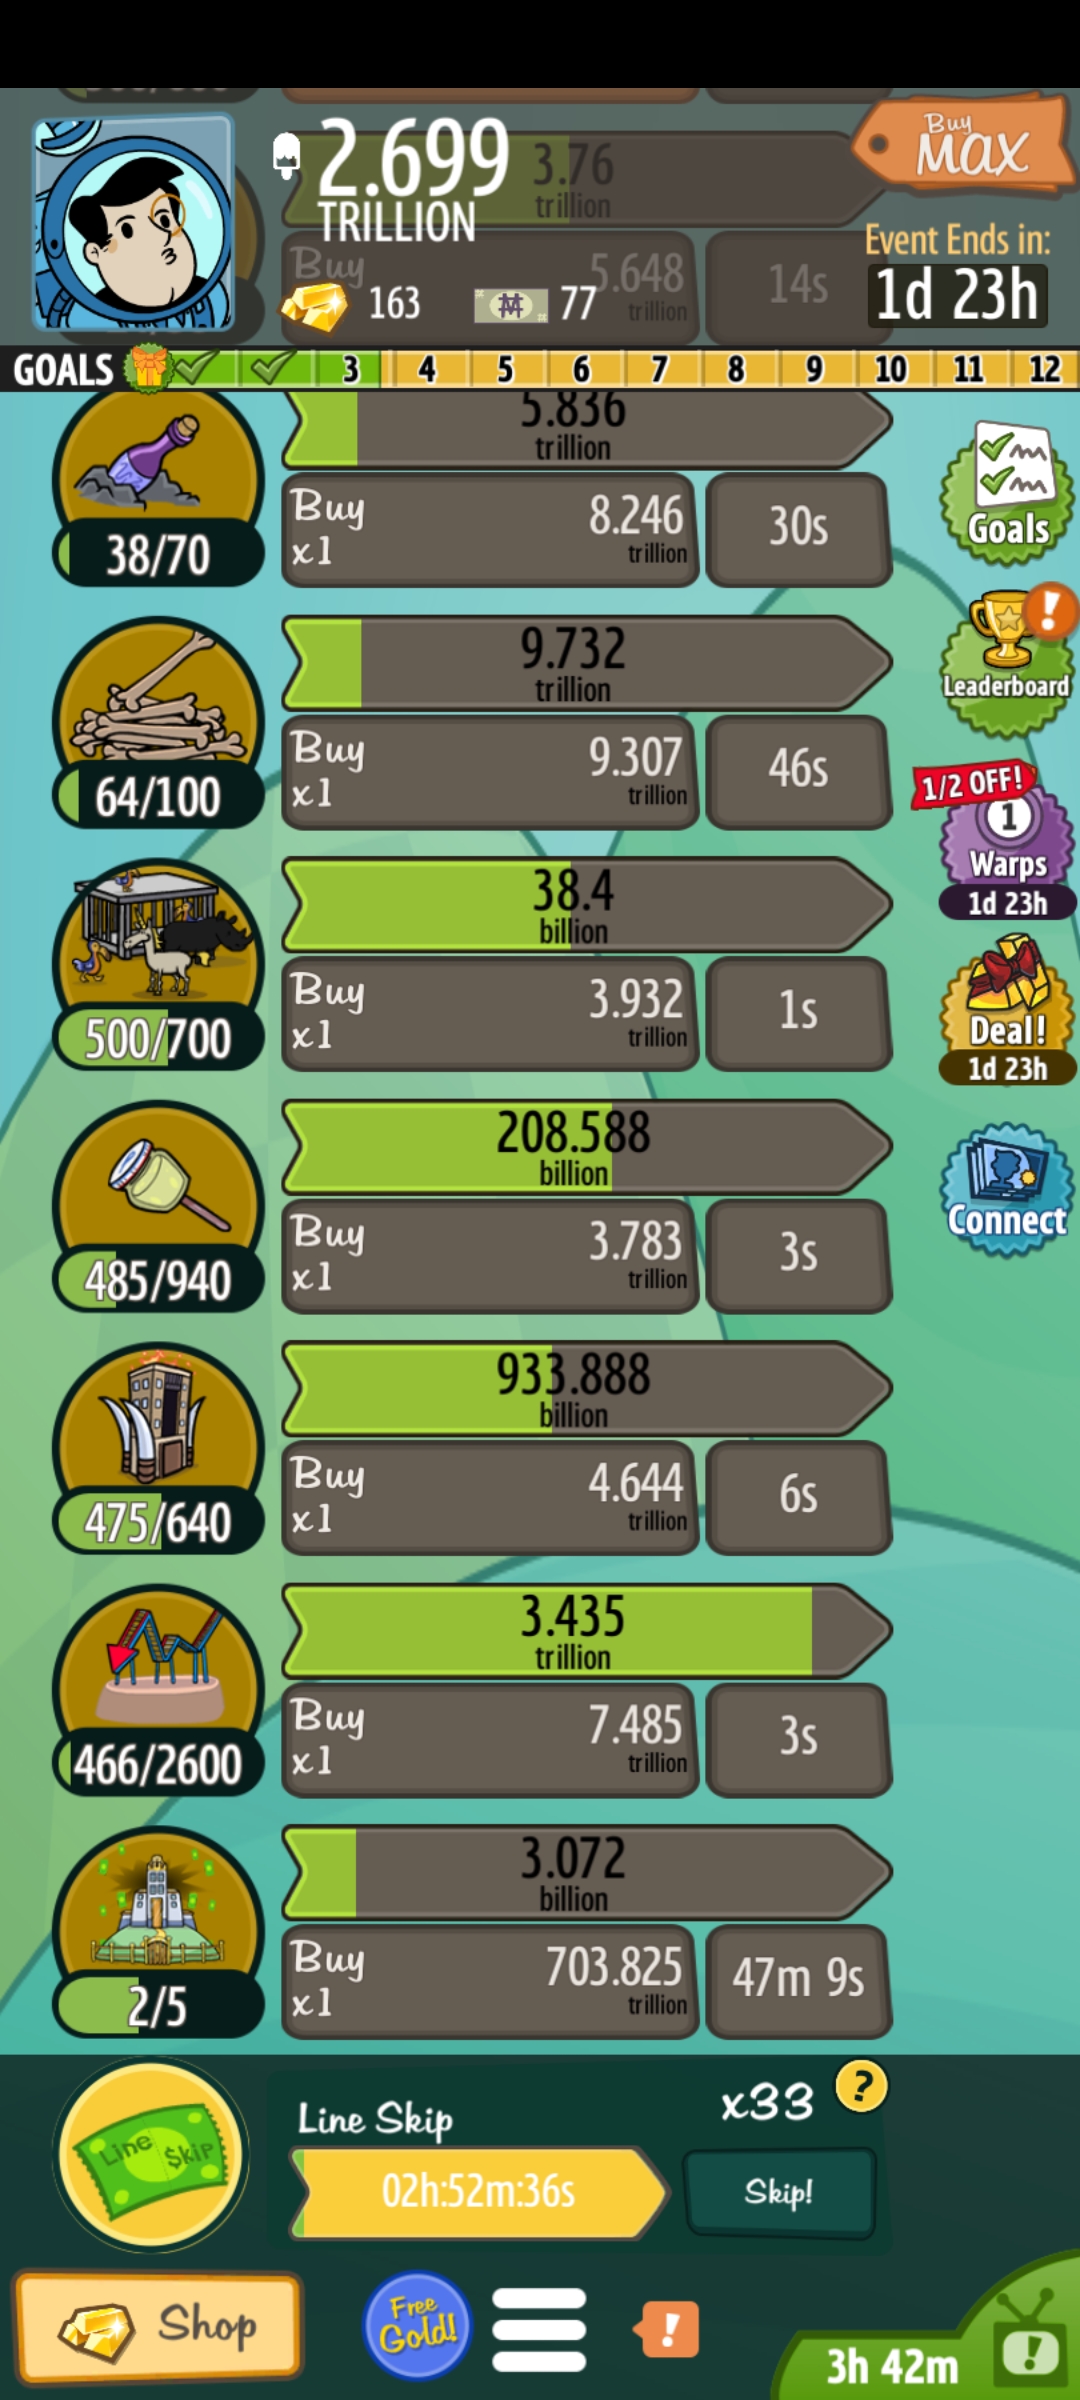 2.699
TRILLION
3.76
trillion
Buy
MAX
Buy
5.648
trillion
14s
163
77
Event Ends in:
1d 23h
GOALS
3
4
5
6
7
8
9
10
11
12
5.836
trillion
38/70
Buy
x1
8.246
trillion
30s
Goals
9.732
trillion
64/100
Buy
x1
9.307
trillion
46s
!
Leaderboard
1/2 OFF!
1
Warps
1d 23h
38.4
billion
500/700
Buy
x1
3.932
trillion
1s
Deal!
1d 23h
208.588
billion
485/940
Buy
x1
3.783
trillion
3s
Connect
933.888
billion
475/640
Buy
x1
4.644
trillion
6s
3.435
trillion
466/2600
Buy
x1
7.485
trillion
3s
3.072
billion
2/5
Buy
x1
703.825
trillion
47m 9s
Line $kip
Line Skip
x33
?
02h:52m:36s
Skip!
Shop
Free
Gold!
!
3h 42m
!